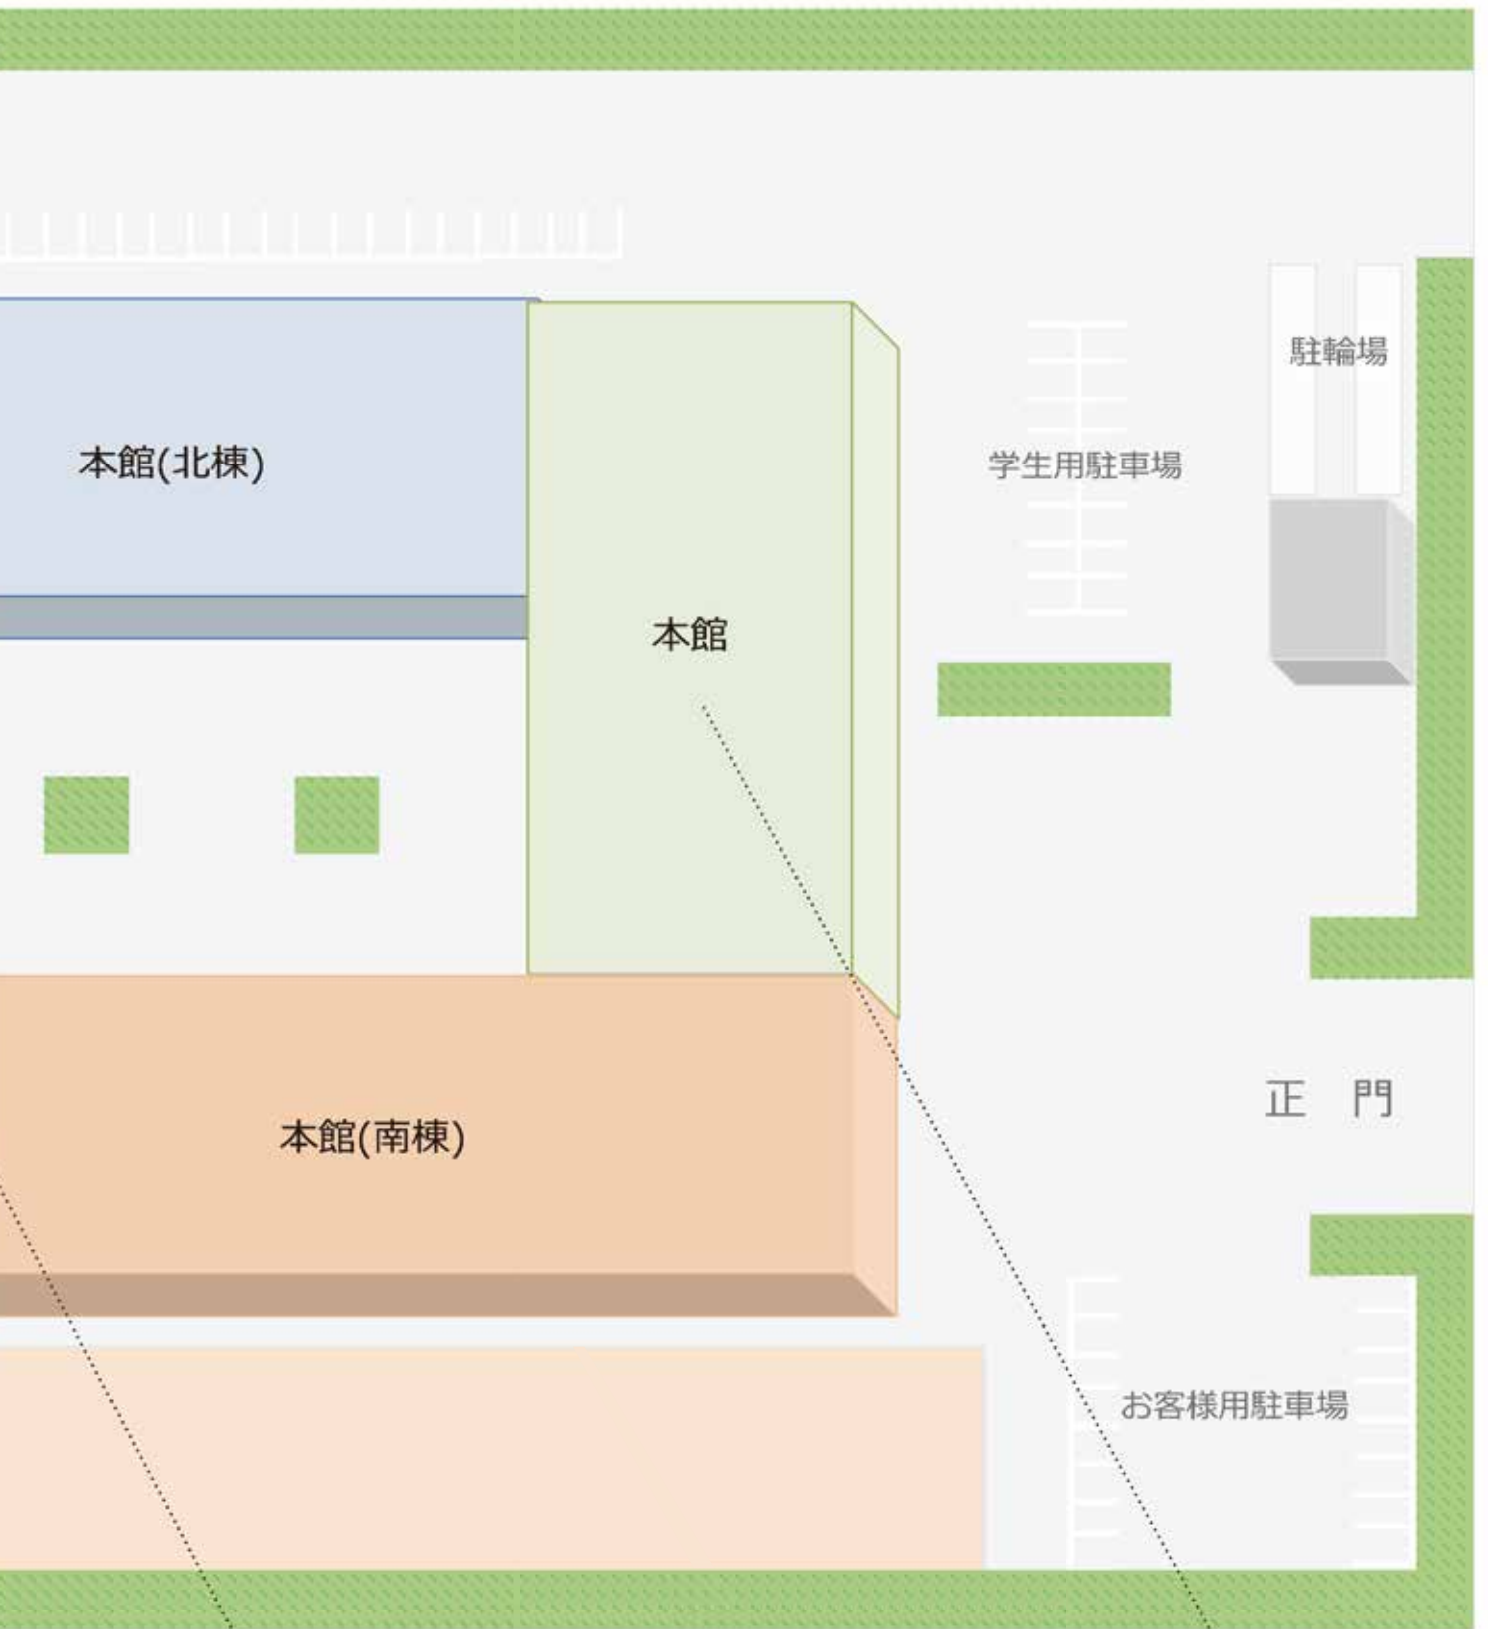 駐輪場
本館(北棟)
学生用駐車場
本館
正　門
本館(南棟)
お客様用駐車場